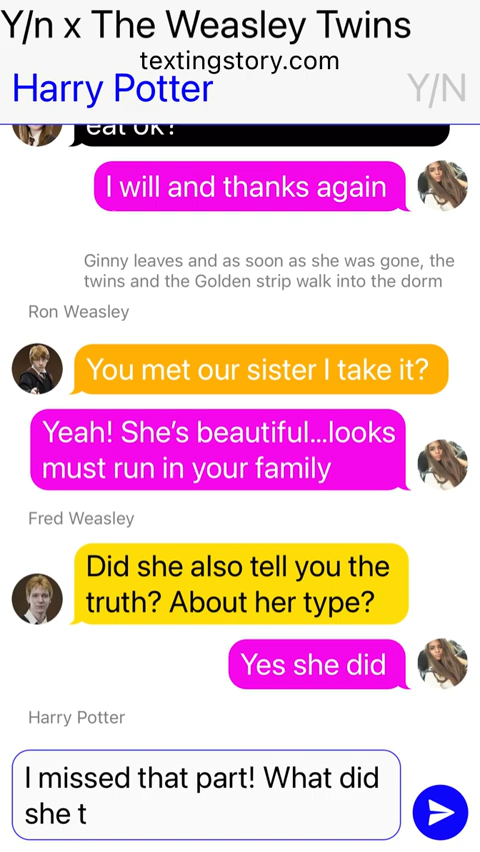 Y/n x The Weasley Twins
textingstory.com
Harry Potter
Y/N
eat ok?
I will and thanks again
Ginny leaves and as soon as she was gone, the
twins and the Golden strip walk into the dorm
Ron Weasley
You met our sister I take it?
Yeah! She’s beautiful...looks
must run in your family
Fred Weasley
Did she also tell you the
truth? About her type?
Yes she did
Harry Potter
I missed that part! What did
she t